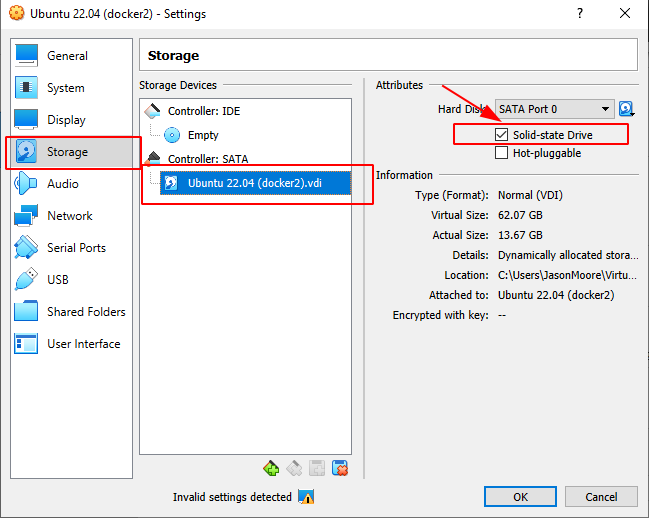 Ubuntu 22.04 (docker2) - Settings
?
General
System
Display
Storage
Audio
Network
Serial Ports
USB
Shared Folders
User Interface
Storage
Storage Devices
Controller: IDE
Empty
Controller: SATA
Ubuntu 22.04 (docker2).vdi
Attributes
Hard Disk: SATA Port 0
Solid-state Drive
Hot-pluggable
Information
Type (Format): Normal (VDI)
Virtual Size: 62.07 GB
Actual Size: 13.67 GB
Details: Dynamically allocated stora...
Location: C:\Users\JasonMoore\Virtu...
Attached to: Ubuntu 22.04 (docker2)
Encrypted with key: --
Invalid settings detected
OK
Cancel